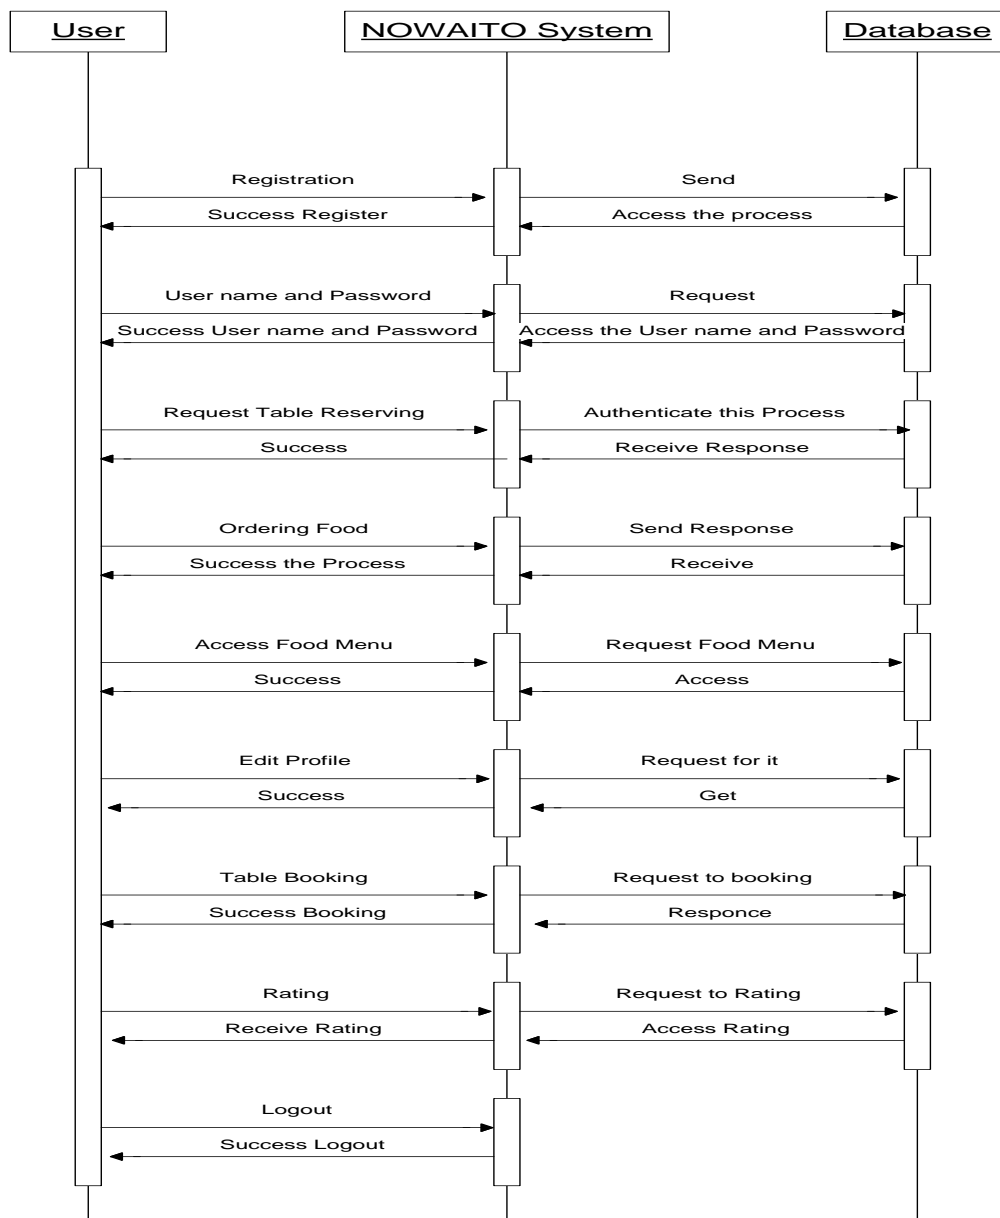 User
NOWAITO System
Database
Registration
Send
Success Register
Access the process
User name and Password
Request
Success User name and Password
Access the User name and Password
Request Table Reserving
Authenticate this Process
Success
Receive Response
Ordering Food
Send Response
Success the Process
Receive
Access Food Menu
Request Food Menu
Success
Access
Edit Profile
Request for it
Success
Get
Table Booking
Request to booking
Success Booking
Responce
Rating
Request to Rating
Receive Rating
Access Rating
Logout
Success Logout